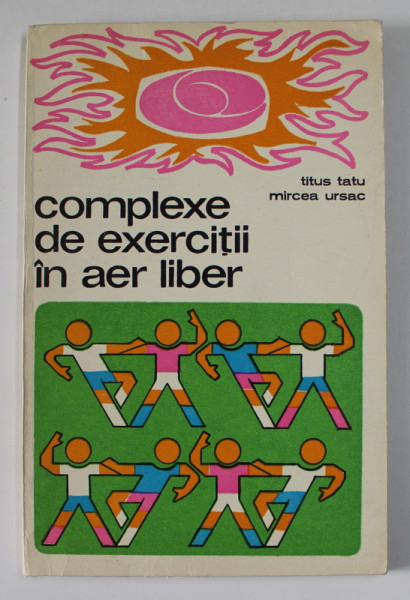 titus tatu
mircea ursac
complexe
de exerciții
în aer liber